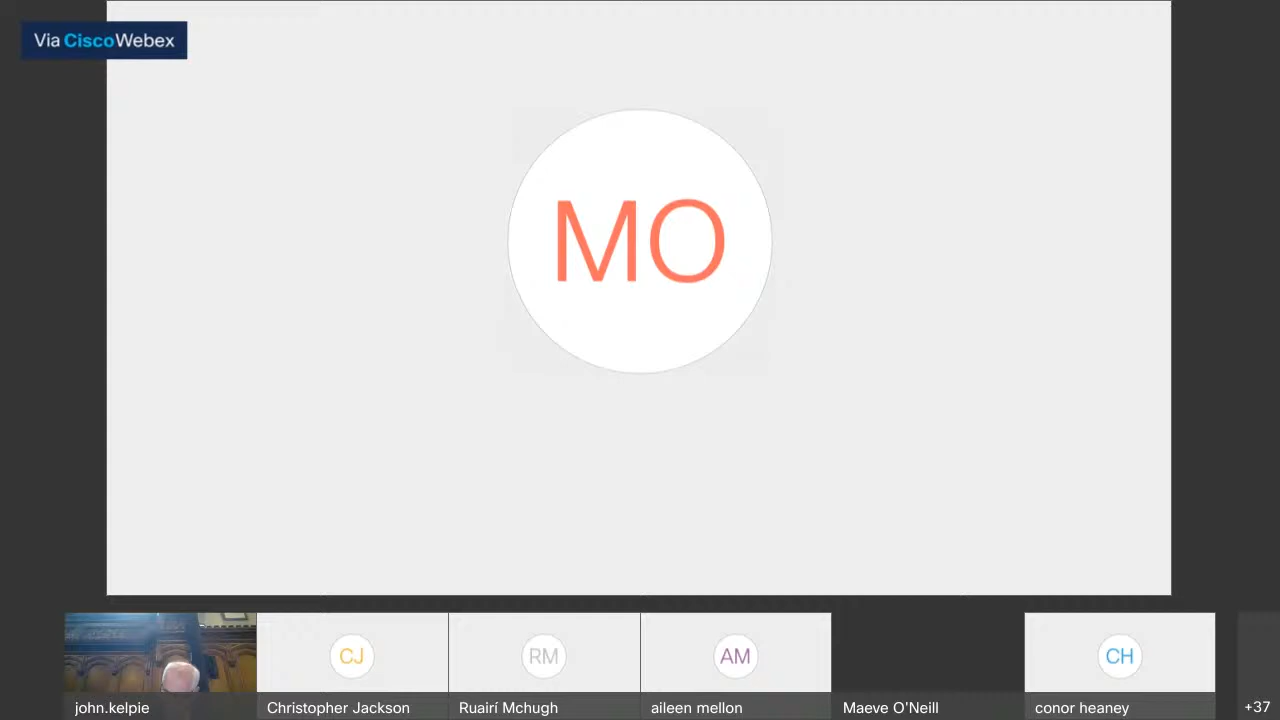 Via CiscoWebex
MO
CJ
RM
AM
CH
john.kelpie
Christopher Jackson
Ruairí Mchugh
aileen mellon
Maeve O'Neill
conor heaney
+37